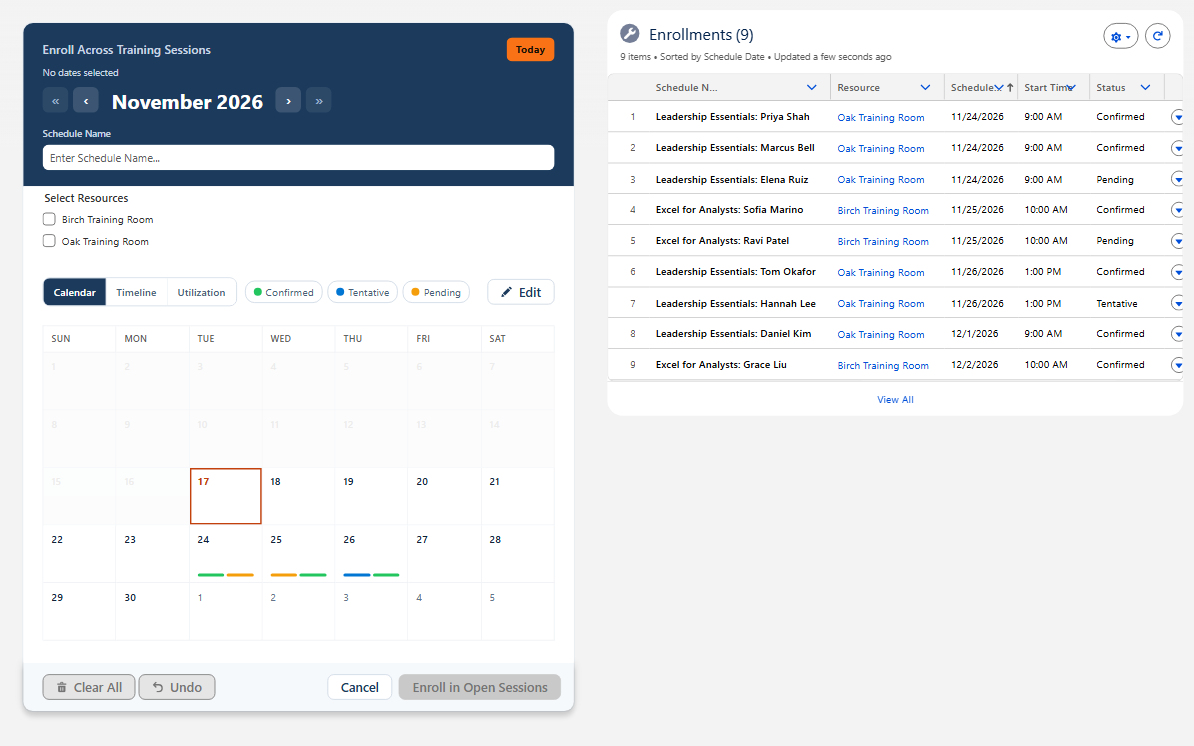 Enroll Across Training Sessions
Today
No dates selected
« ‹ November 2026 › »
Schedule Name
Enter Schedule Name...
Select Resources
Birch Training Room
Oak Training Room
Calendar Timeline Utilization Confirmed Tentative Pending Edit
SUN MON TUE WED THU FRI SAT
1 2 3 4 5 6 7
8 9 10 11 12 13 14
15 16 17 18 19 20 21
22 23 24 25 26 27 28
29 30 1 2 3 4 5
Clear All Undo Cancel Enroll in Open Sessions
Enrollments (9)
9 items • Sorted by Schedule Date • Updated a few seconds ago
Schedule N... Resource Schedule Start Time Status
1 Leadership Essentials: Priya Shah Oak Training Room 11/24/2026 9:00 AM Confirmed
2 Leadership Essentials: Marcus Bell Oak Training Room 11/24/2026 9:00 AM Confirmed
3 Leadership Essentials: Elena Ruiz Oak Training Room 11/24/2026 9:00 AM Pending
4 Excel for Analysts: Sofia Marino Birch Training Room 11/25/2026 10:00 AM Confirmed
5 Excel for Analysts: Ravi Patel Birch Training Room 11/25/2026 10:00 AM Pending
6 Leadership Essentials: Tom Okafor Oak Training Room 11/26/2026 1:00 PM Confirmed
7 Leadership Essentials: Hannah Lee Oak Training Room 11/26/2026 1:00 PM Tentative
8 Leadership Essentials: Daniel Kim Oak Training Room 12/1/2026 9:00 AM Confirmed
9 Excel for Analysts: Grace Liu Birch Training Room 12/2/2026 10:00 AM Confirmed
View All